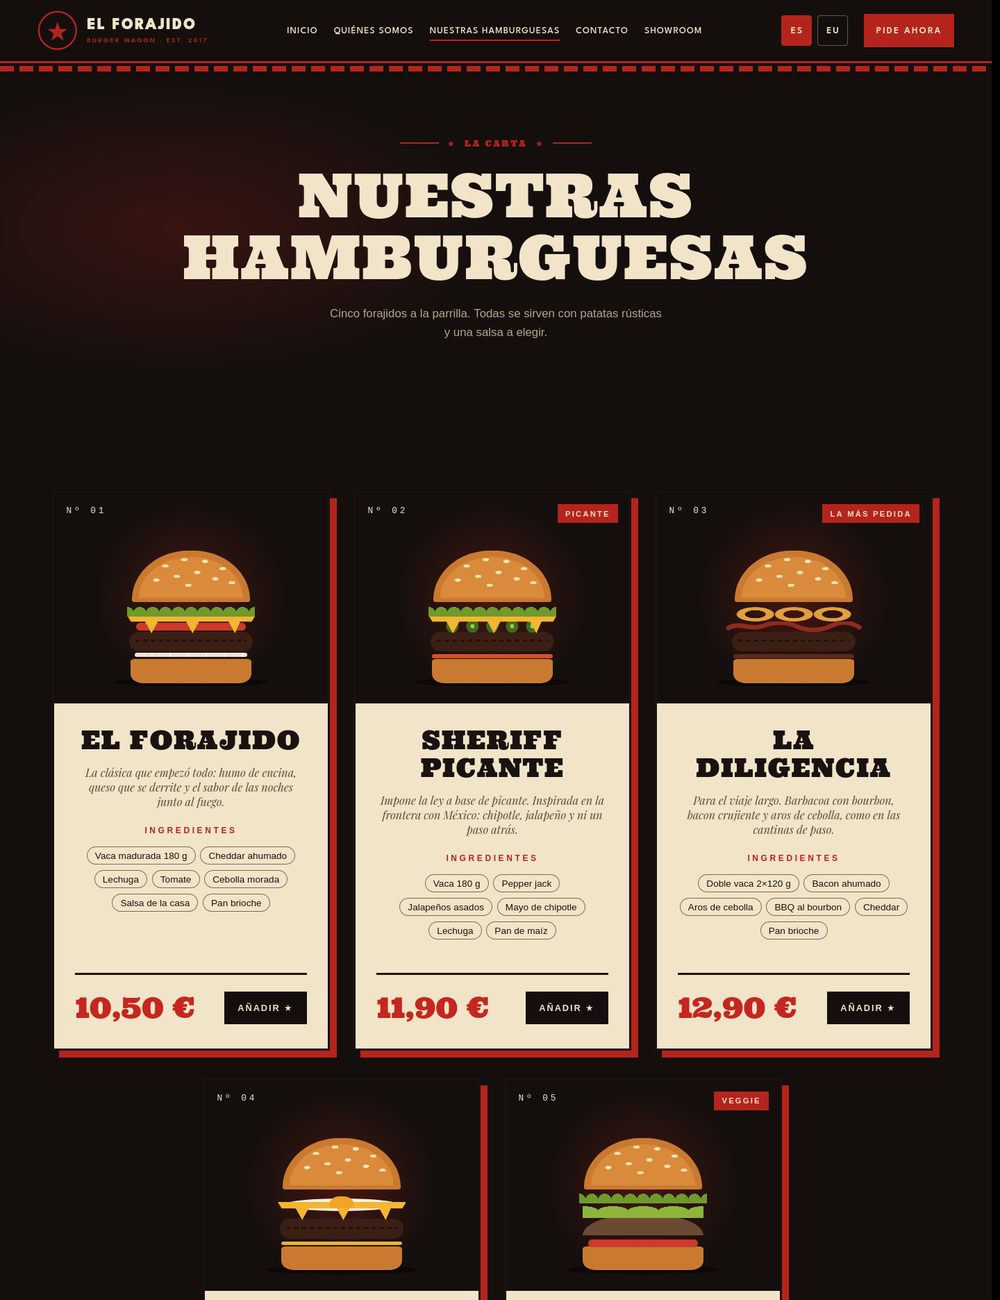 EL FORAJIDO
BURGER WAGON · EST. 2017
INICIO QUIÉNES SOMOS NUESTRAS HAMBURGUESAS CONTACTO SHOWROOM
ES EU PIDE AHORA
★ LA CARTA ★
NUESTRAS
HAMBURGUESAS
Cinco forajidos a la parrilla. Todas se sirven con patatas rústicas
y una salsa a elegir.
Nº 01
EL FORAJIDO
La clásica que empezó todo: humo de encina,
queso que se derrite y el sabor de las noches
junto al fuego.
INGREDIENTES
Vaca madurada 180 g Cheddar ahumado
Lechuga Tomate Cebolla morada
Salsa de la casa Pan brioche
10,50 € AÑADIR ★
Nº 02 PICANTE
SHERIFF
PICANTE
Impone la ley a base de picante. Inspirada en la
frontera con México: chipotle, jalapeño y ni un
paso atrás.
INGREDIENTES
Vaca 180 g Pepper jack
Jalapeños asados Mayo de chipotle
Lechuga Pan de maíz
11,90 € AÑADIR ★
Nº 03 LA MÁS PEDIDA
LA
DILIGENCIA
Para el viaje largo. Barbacoa con bourbon,
bacon crujiente y aros de cebolla, como en las
cantinas de paso.
INGREDIENTES
Doble vaca 2×120 g Bacon ahumado
Aros de cebolla BBQ al bourbon Cheddar
Pan brioche
12,90 € AÑADIR ★
Nº 04
Nº 05 VEGGIE